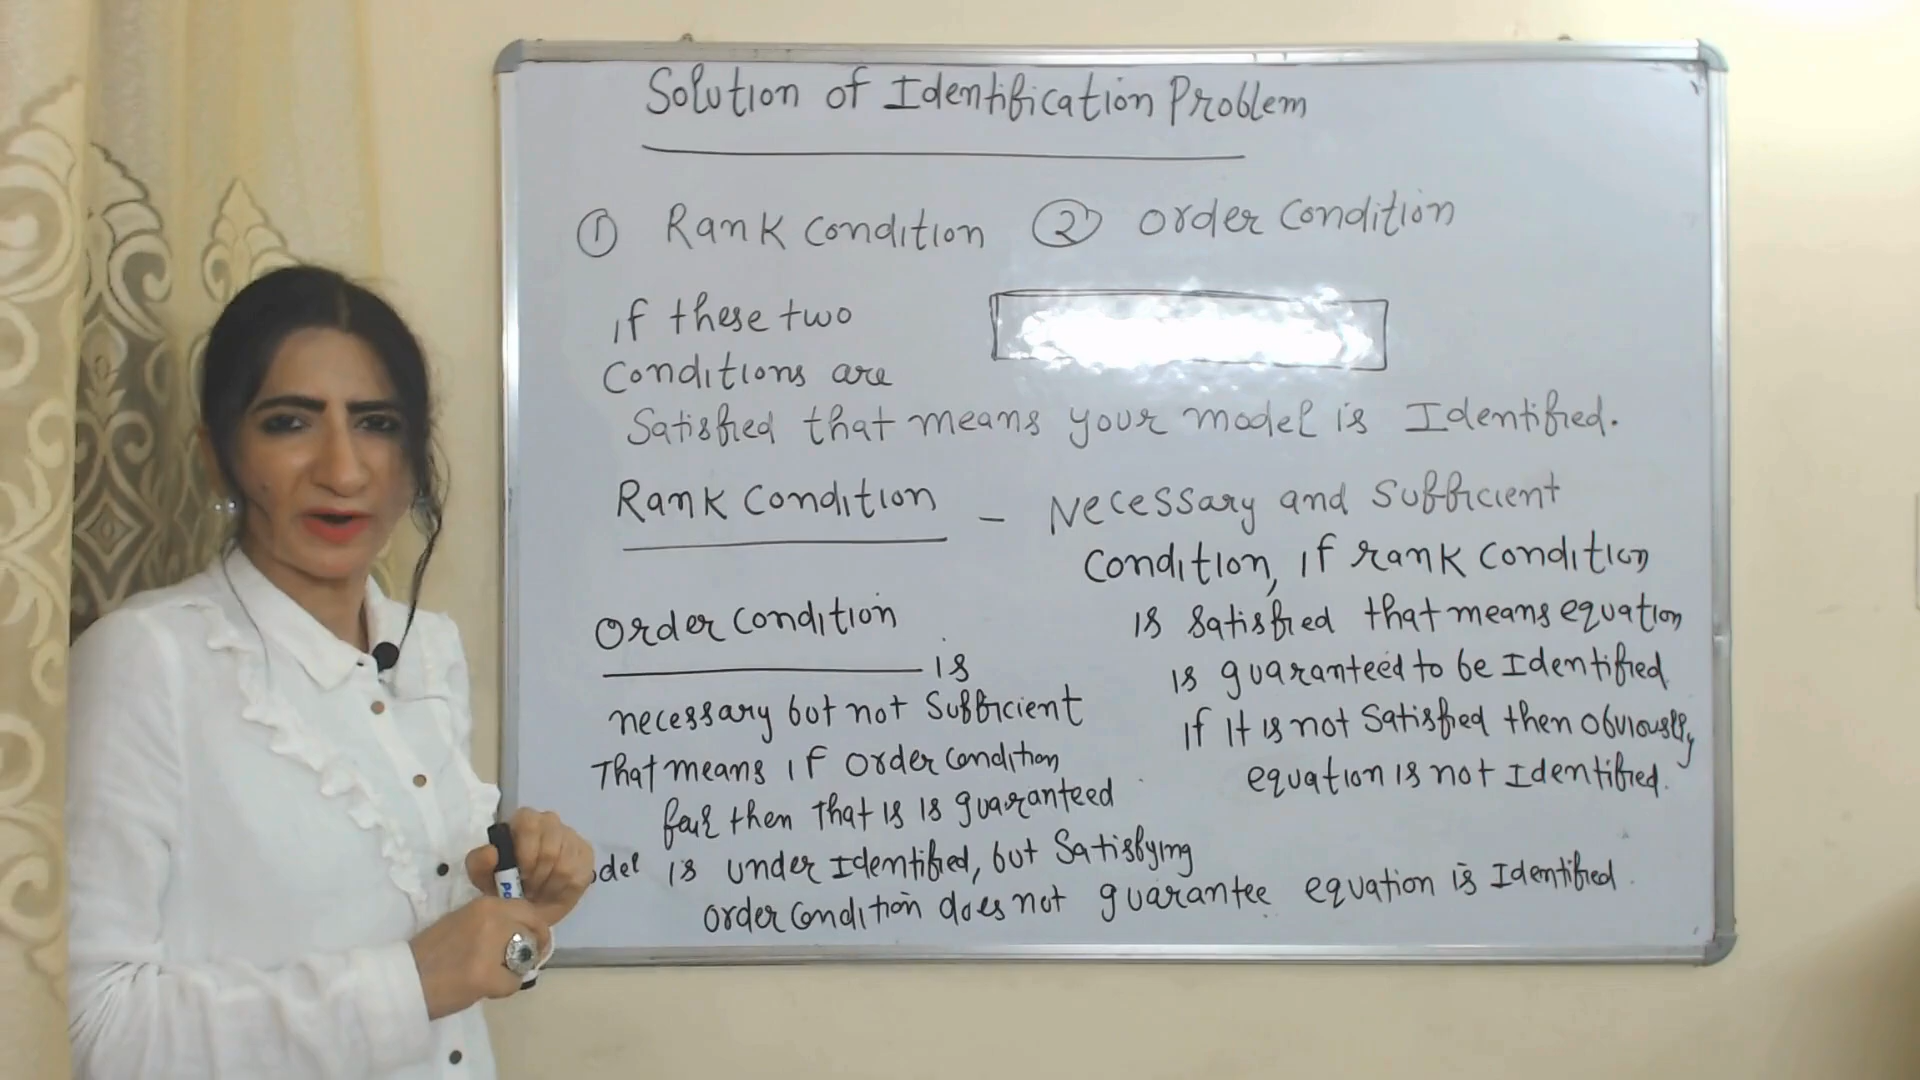 Solution of Identification Problem
① Rank Condition ② Order Condition
if these two
Conditions are
Satisfied that means your model is Identified.
Rank Condition - Necessary and Sufficient
Condition, if rank Condition
is satisfied that means equation
is guaranteed to be Identified
if it is not Satisfied then obviously
equation is not Identified.
Order Condition is
necessary but not Sufficient
That means if Order Condition
fail then that is is guaranteed
odel is under Identified, but Satisfying
order Condition does not guarantee equation is Identified.